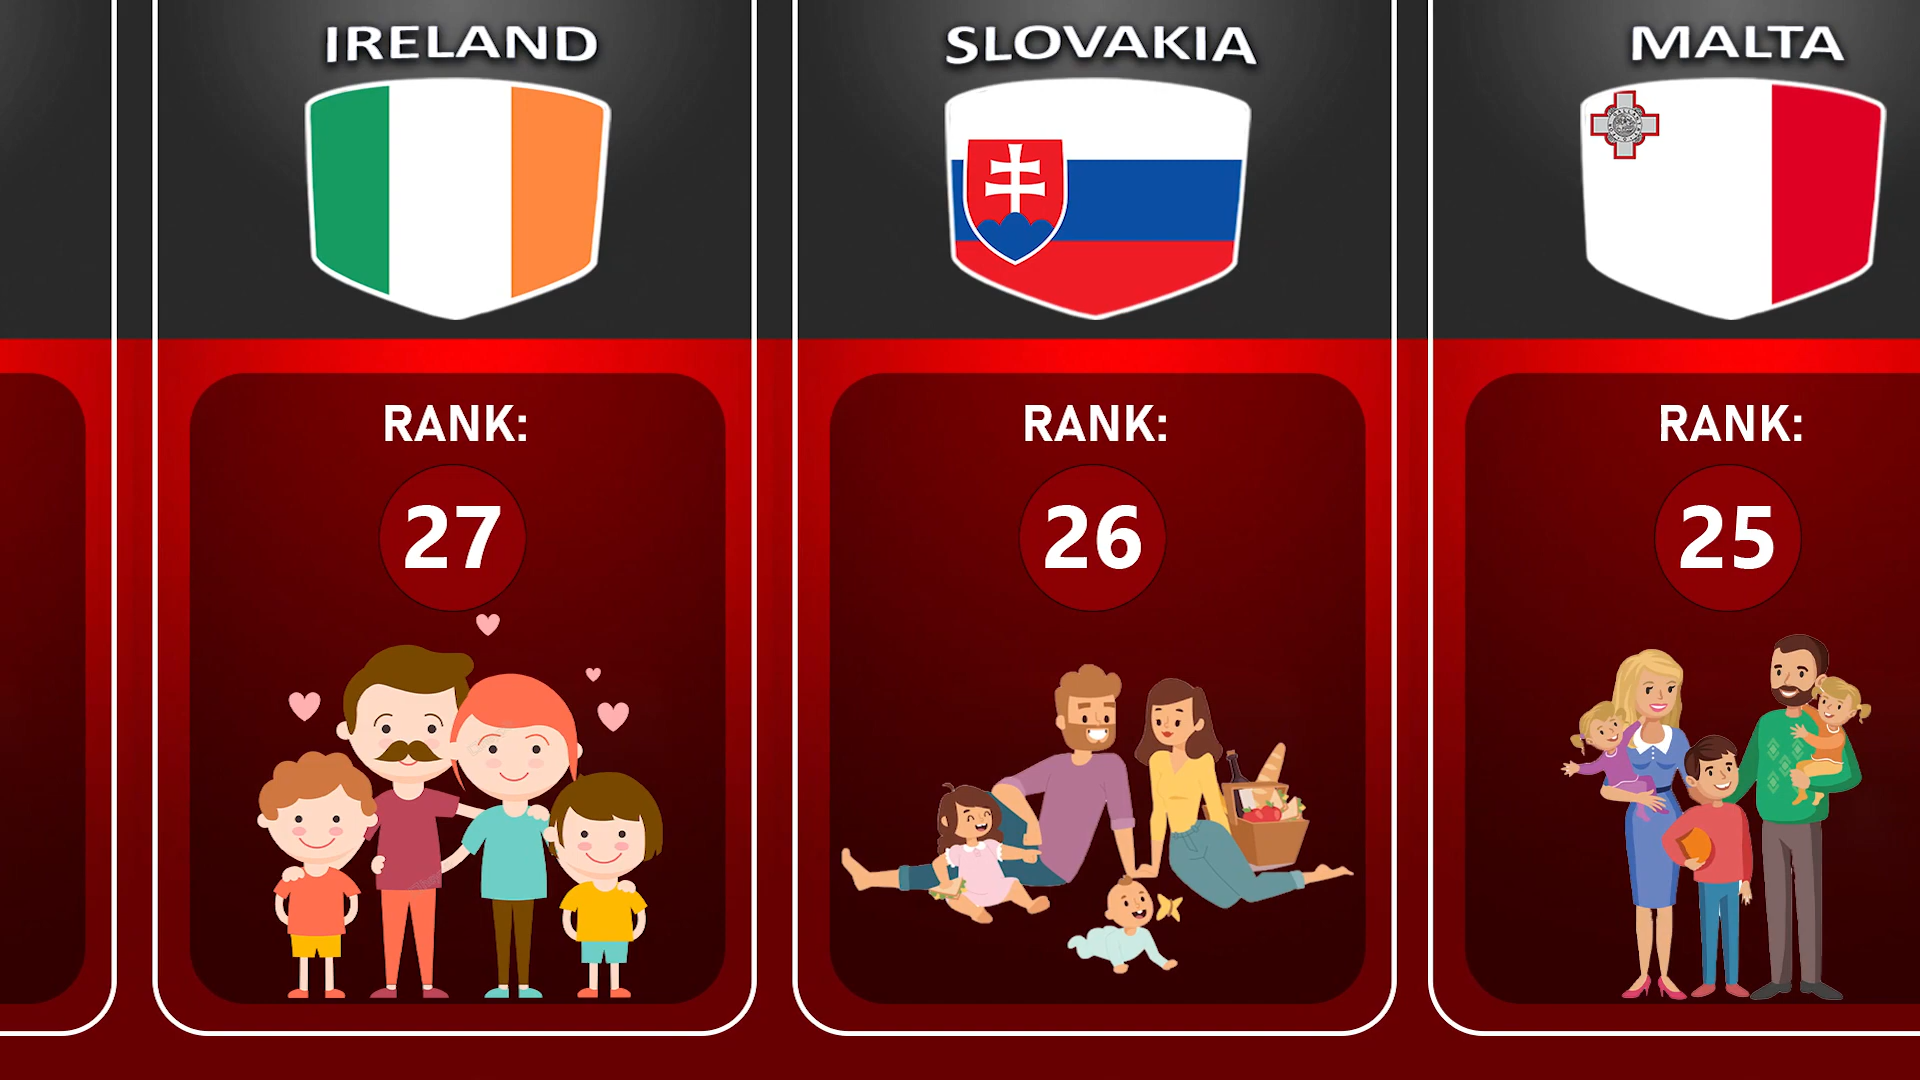 IRELAND
RANK:
27
SLOVAKIA
RANK:
26
MALTA
RANK:
25